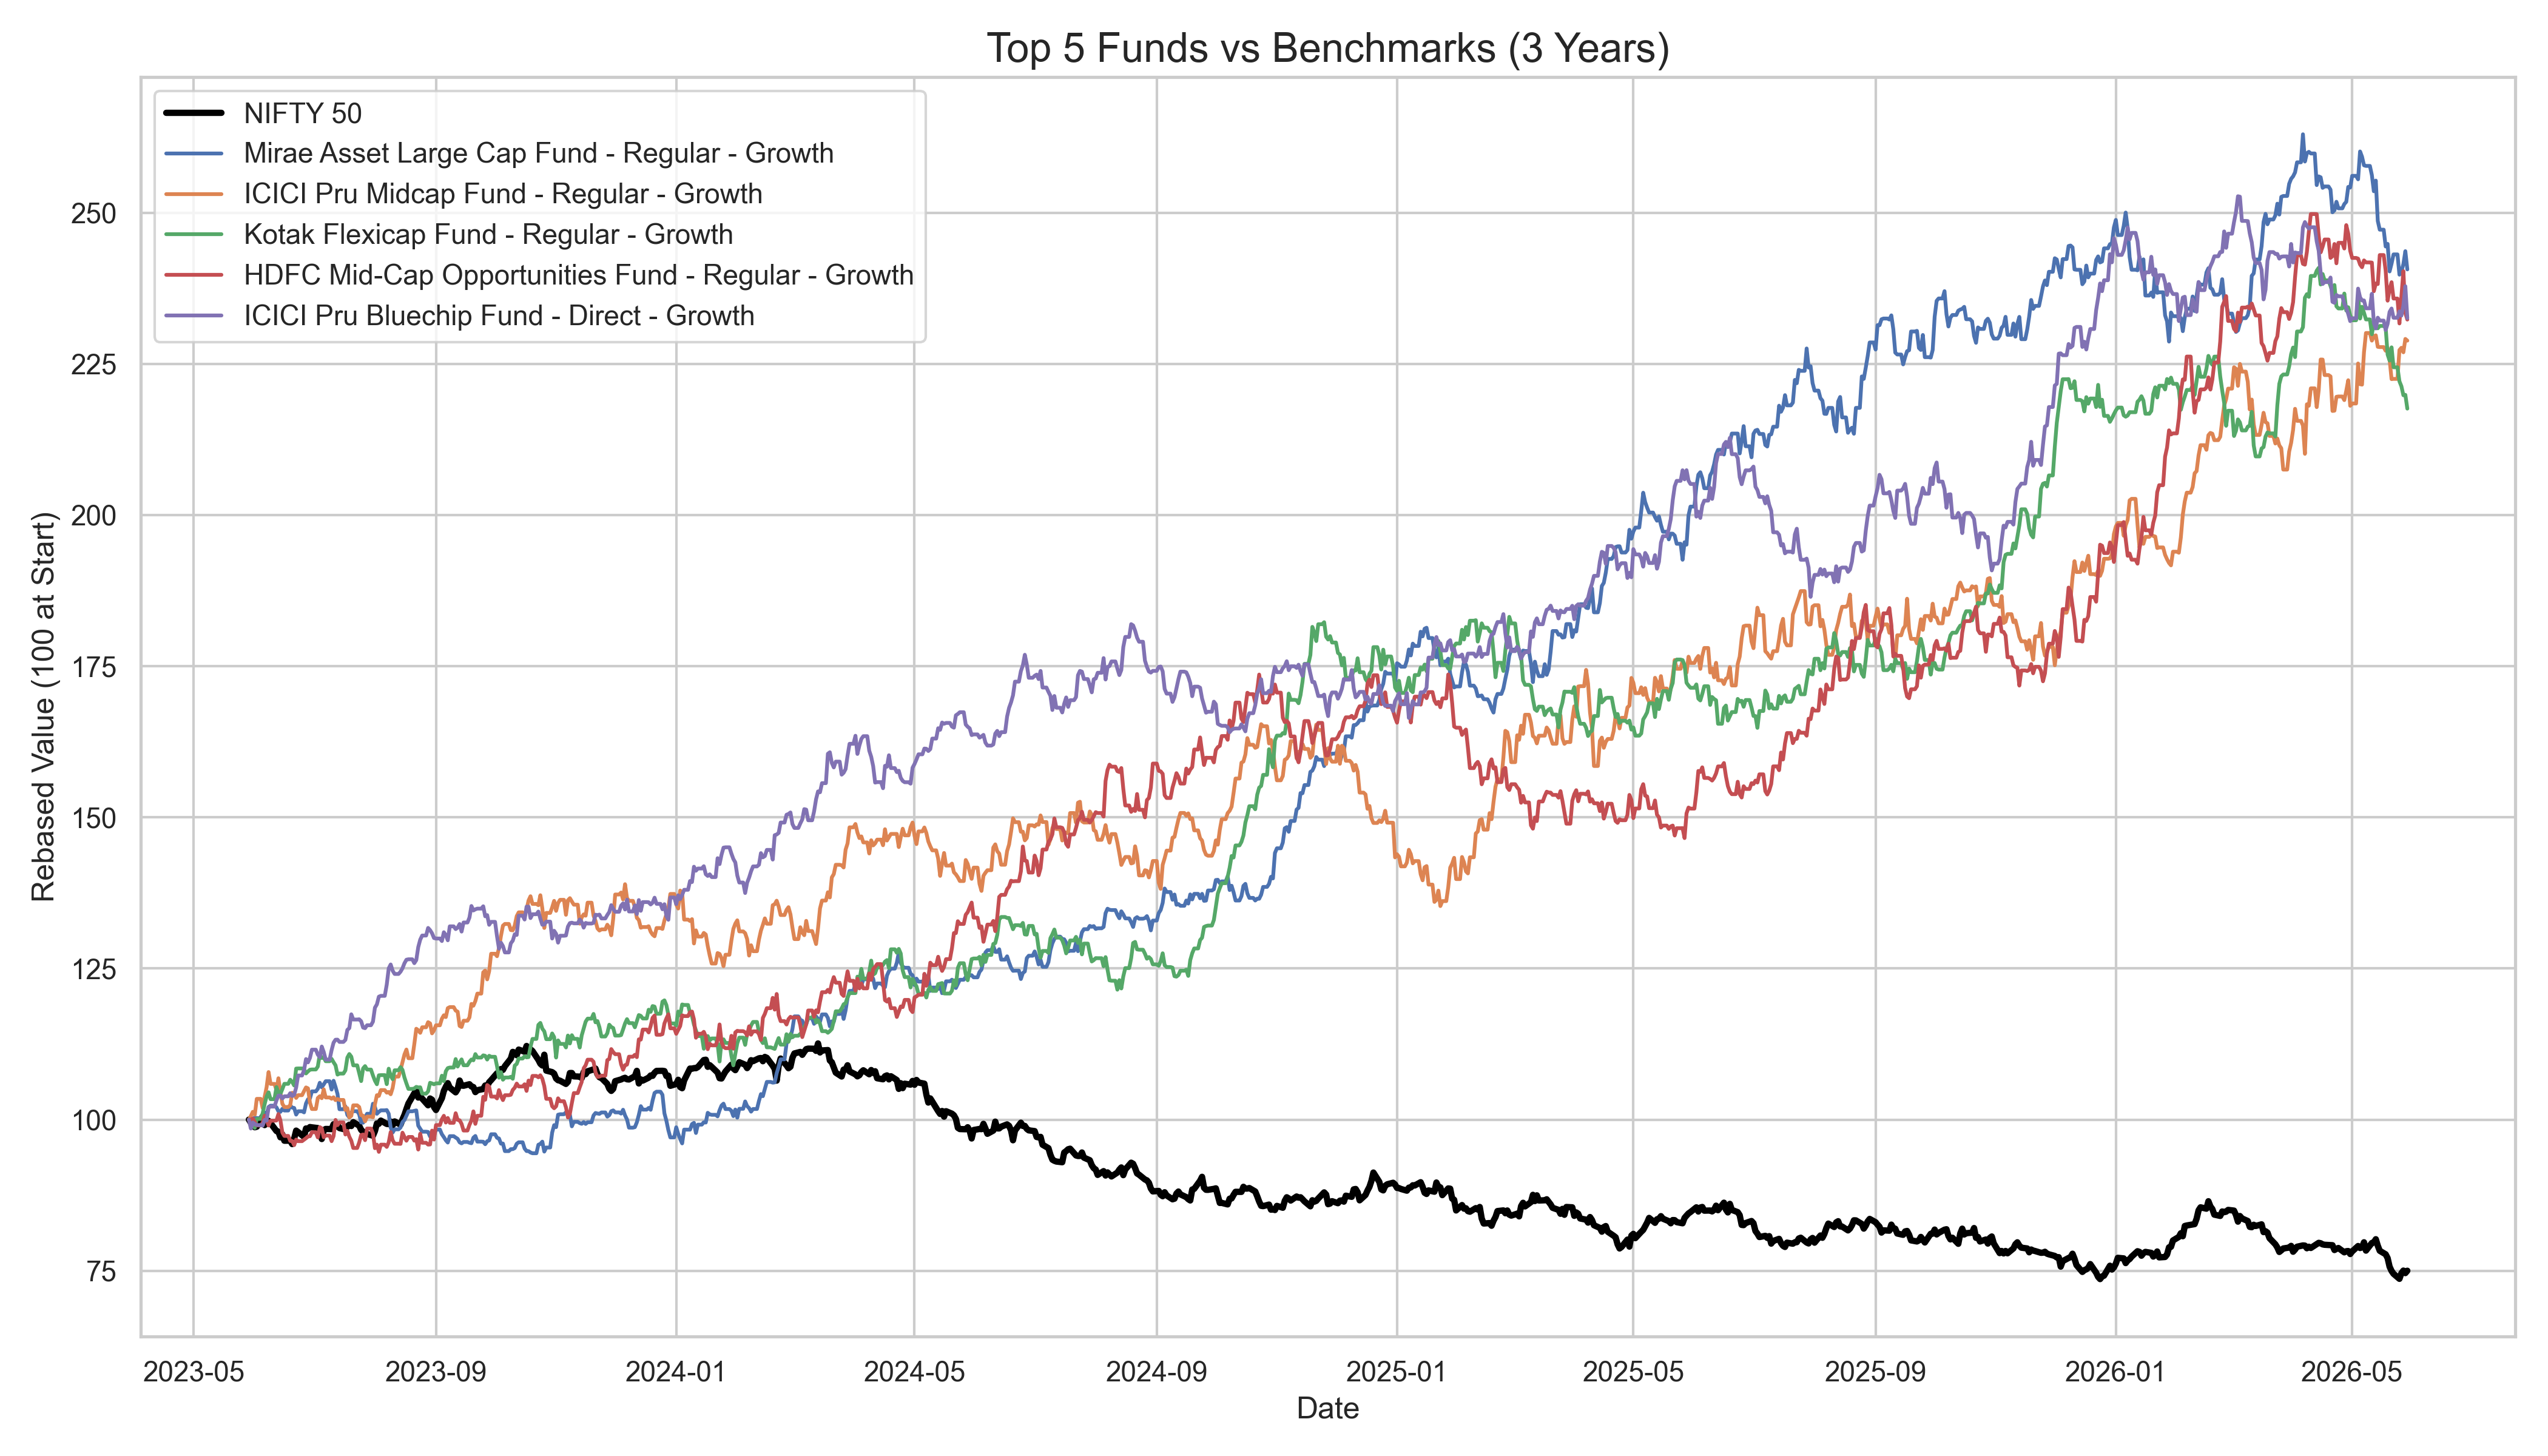 Top 5 Funds vs Benchmarks (3 Years)
NIFTY 50
Mirae Asset Large Cap Fund - Regular - Growth
ICICI Pru Midcap Fund - Regular - Growth
Kotak Flexicap Fund - Regular - Growth
HDFC Mid-Cap Opportunities Fund - Regular - Growth
ICICI Pru Bluechip Fund - Direct - Growth
Rebased Value (100 at Start)
250
225
200
175
150
125
100
75
2023-05 2023-09 2024-01 2024-05 2024-09 2025-01 2025-05 2025-09 2026-01 2026-05
Date